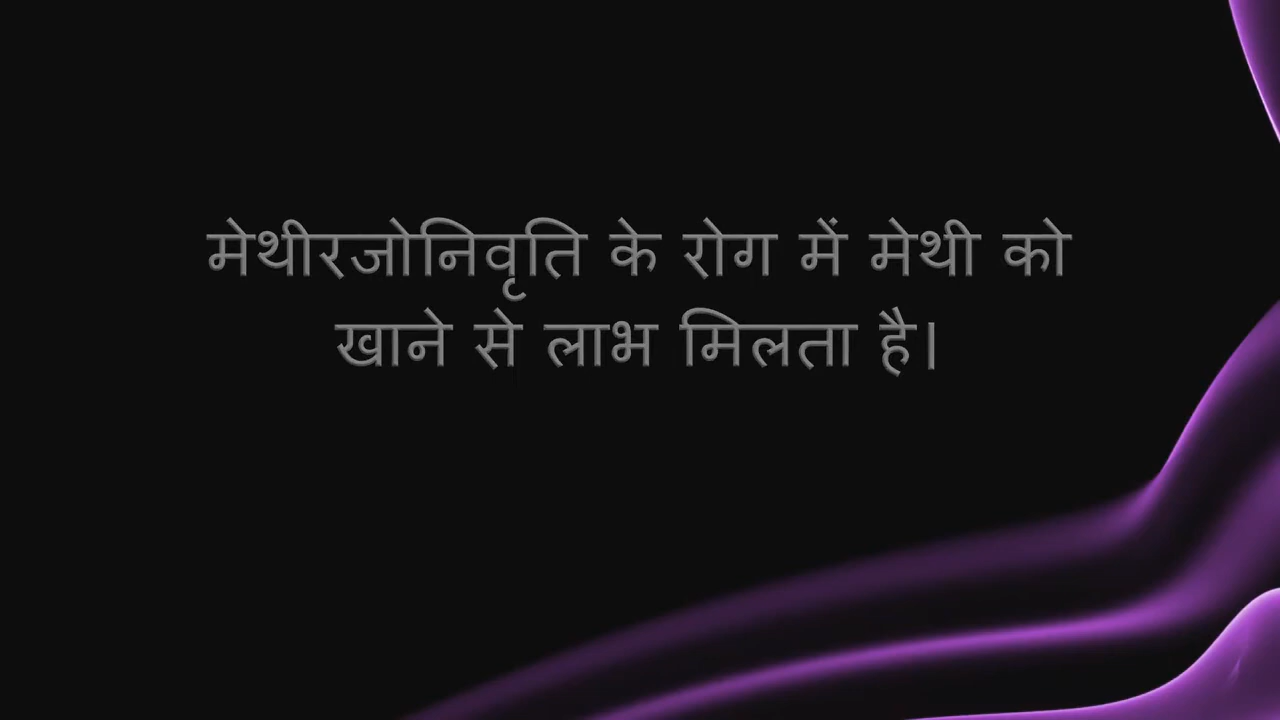 मेथीरजोनिवृति के रोग में मेथी को
खाने से लाभ मिलता है।